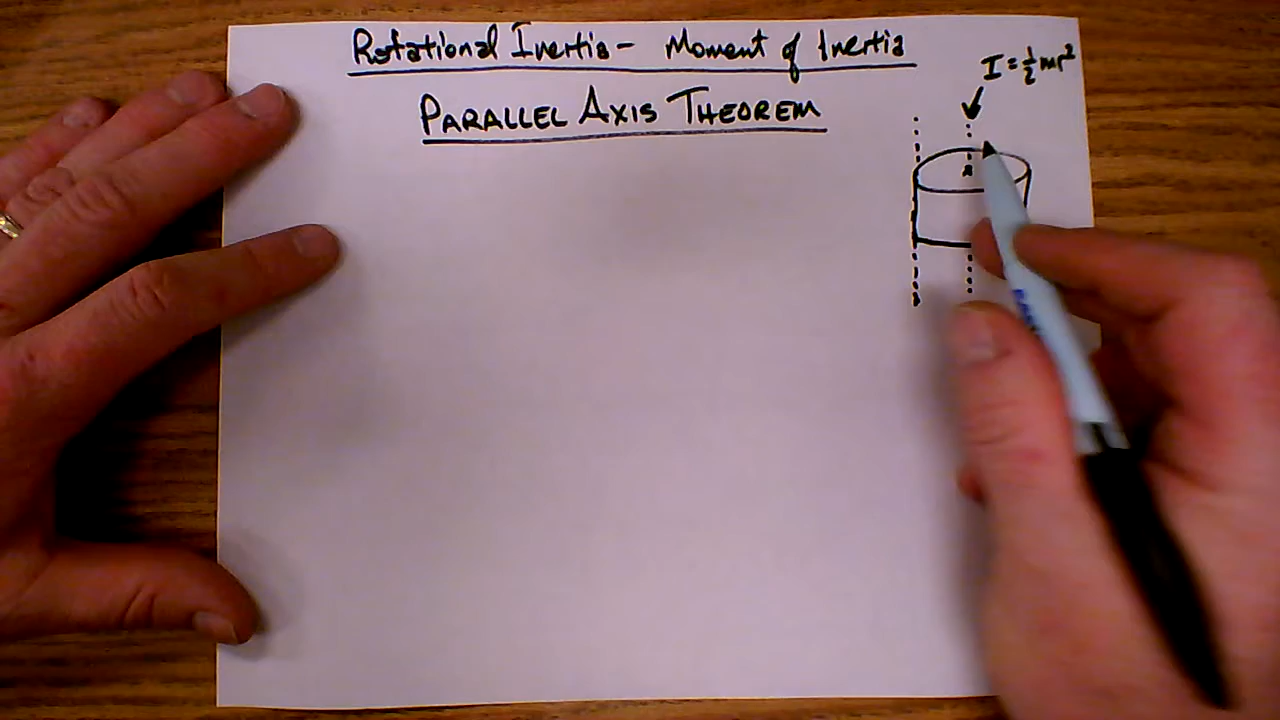 Rotational Inertia - Moment of Inertia
PARALLEL AXIS THEOREM
I = ½mr²